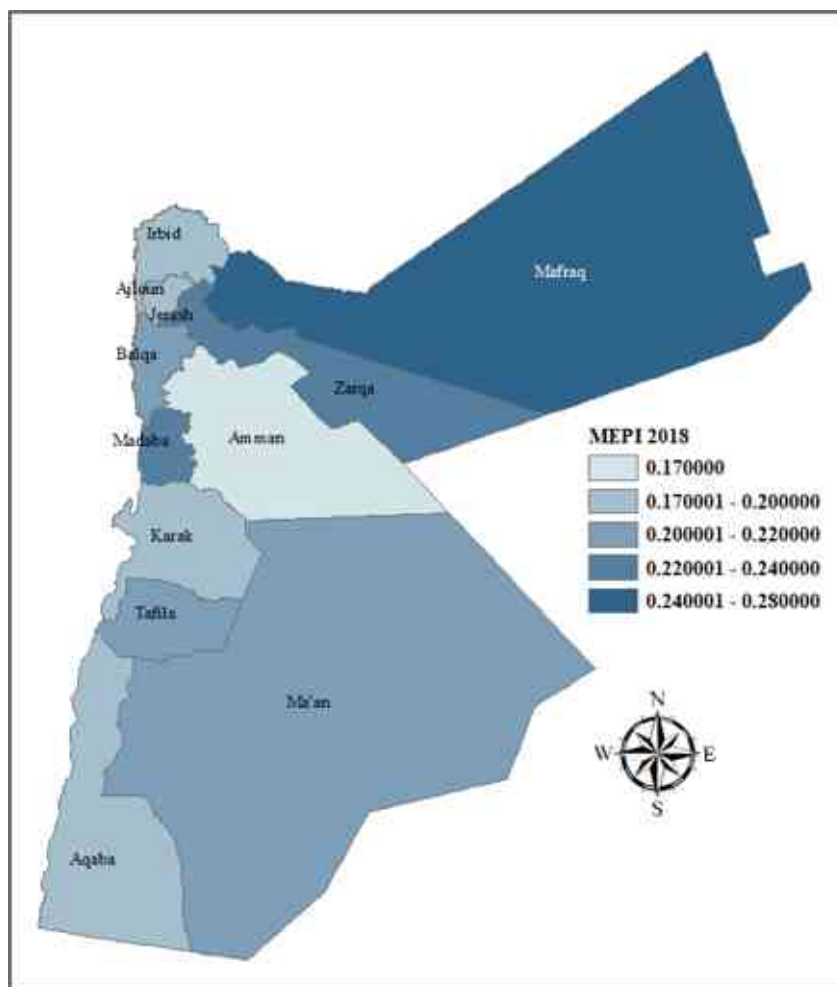 Irbid
Mafraq
Ajloun
Jerash
Balqa
Zarqa
Madaba
Amman
MEPI 2018
0.170000
0.170001 - 0.200000
0.200001 - 0.220000
0.220001 - 0.240000
0.240001 - 0.280000
Karak
Tafila
Ma'an
N
W
E
S
Aqaba